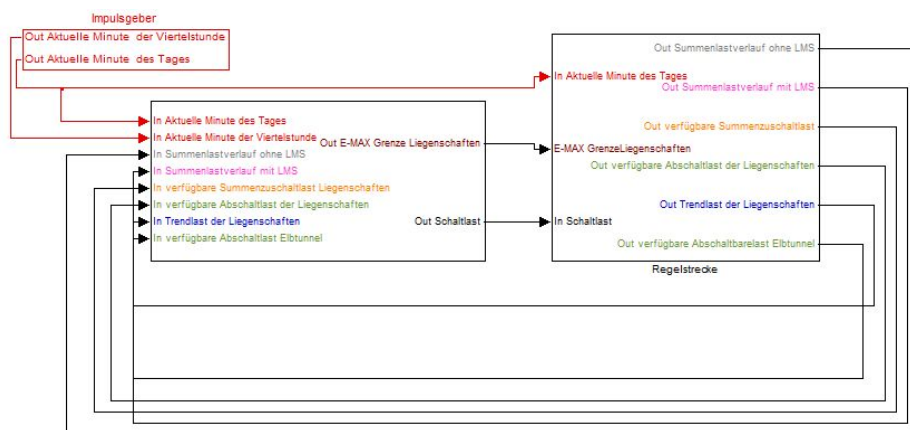 Impulsgeber
Out Aktuelle Minute der Viertelstunde
Out Aktuelle Minute des Tages
In Aktuelle Minute des Tages
In Aktuelle Minute der Viertelstunde
In Summenlastverlauf ohne LMS
In Summenlastverlauf mit LMS
In verfügbare Summenzuschaltlast Liegenschaften
In verfügbare Abschaltlast der Liegenschaften
In Trendlast der Liegenschaften
In verfügbare Abschaltlast Elbtunnel
Out E-MAX Grenze Liegenschaften
Out Schaltlast
In Aktuelle Minute des Tages
E-MAX GrenzeLiegenschaften
In Schaltlast
Out Summenlastverlauf ohne LMS
Out Summenlastverlauf mit LMS
Out verfügbare Summenzuschaltlast
Out verfügbare Abschaltlast der Liegenschaften
Out Trendlast der Liegenschaften
Out verfügbare Abschaltbarelast Elbtunnel
Regelstrecke